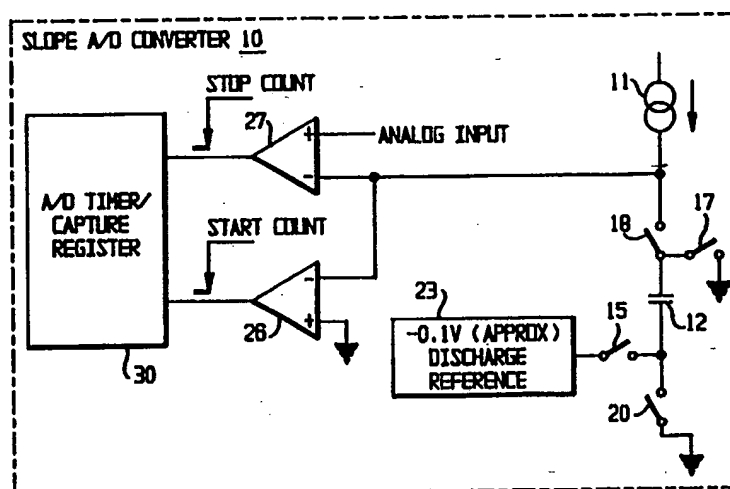 SLOPE A/D CONVERTER 10
STOP COUNT
11
27
+
ANALOG INPUT
-
A/D TIMER/
CAPTURE
REGISTER
START COUNT
18
17
-
+
26
12
23
15
-0.1V (APPROX)
DISCHARGE
REFERENCE
30
20